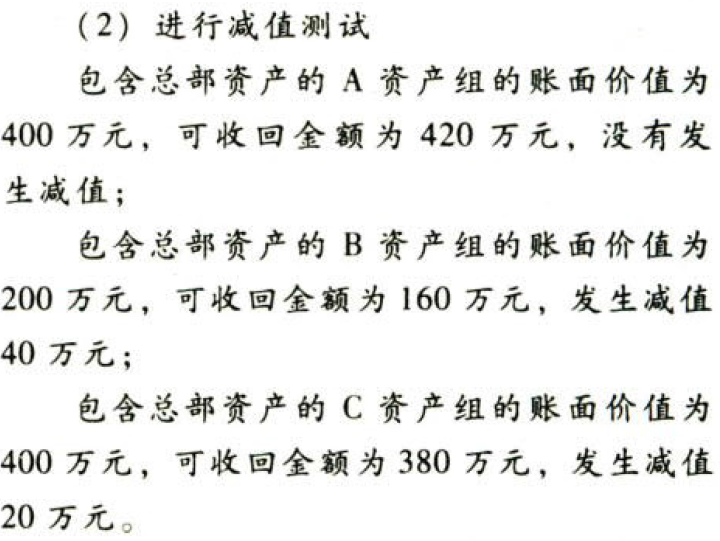 （2）进行减值测试
包含总部资产的 A 资产组的账面价值为
400 万元，可收回金额为 420 万元，没有发
生减值；
包含总部资产的 B 资产组的账面价值为
200 万元，可收回金额为 160 万元，发生减值
40 万元；
包含总部资产的 C 资产组的账面价值为
400 万元，可收回金额为 380 万元，发生减值
20 万元。